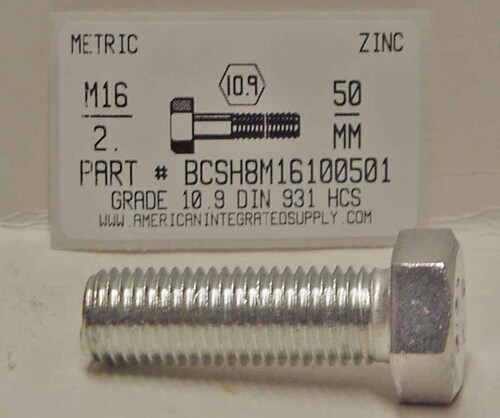 METRIC ZINC
M16 10.9 50
2. MM
PART # BCSH8M16100501
GRADE 10.9 DIN 931 HCS
WWW.AMERICANINTEGRATEDSUPPLY.COM